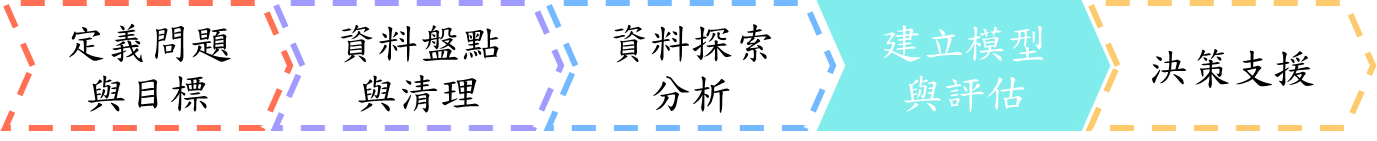 定義問題
與目標
資料盤點
與清理
資料探索
分析
建立模型
與評估
決策支援